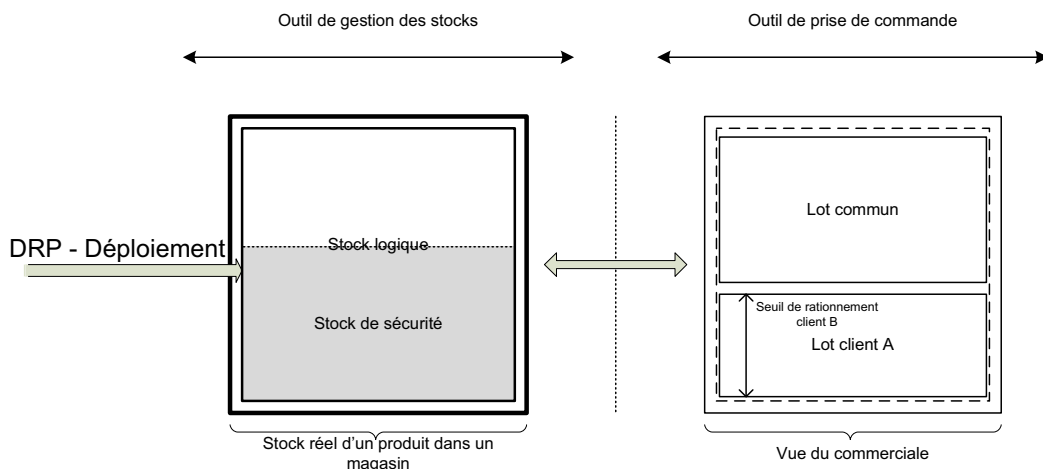 Outil de gestion des stocks
Outil de prise de commande
DRP - Déploiement
Stock logique
Stock de sécurité
Lot commun
Seuil de rationnement
client B
Lot client A
Stock réel d'un produit dans un
magasin
Vue du commerciale